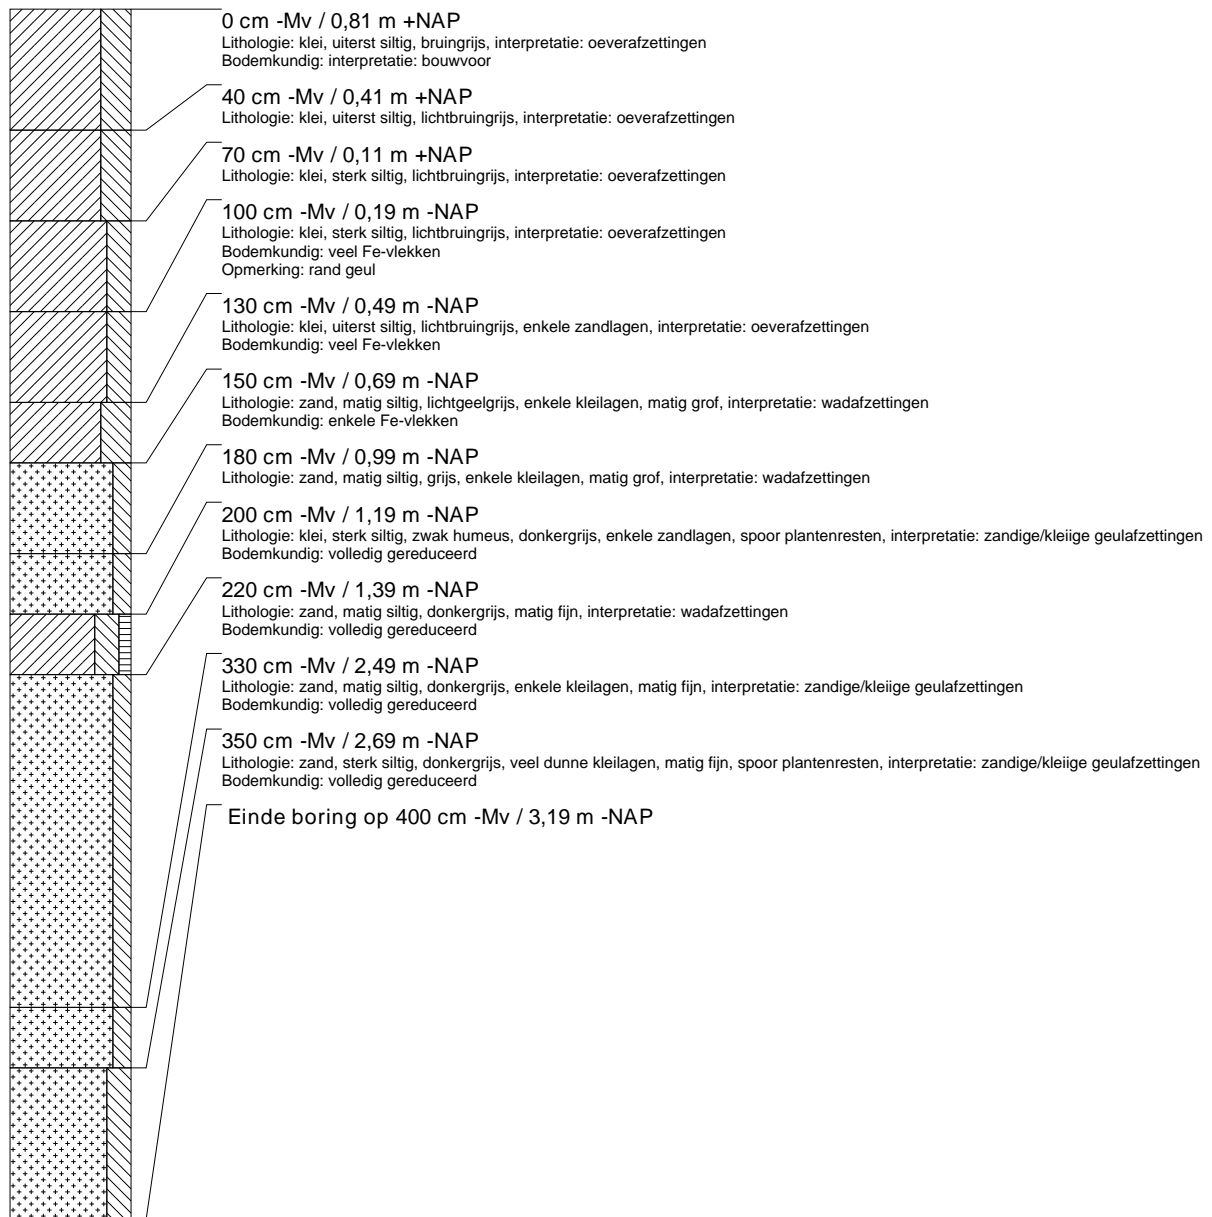 0 cm -Mv / 0,81 m +NAP
Lithologie: klei, uiterst siltig, bruingrijs, interpretatie: oeverafzettingen
Bodemkundig: interpretatie: bouwvoor
40 cm -Mv / 0,41 m +NAP
Lithologie: klei, uiterst siltig, lichtbruingrijs, interpretatie: oeverafzettingen
70 cm -Mv / 0,11 m +NAP
Lithologie: klei, sterk siltig, lichtbruingrijs, interpretatie: oeverafzettingen
100 cm -Mv / 0,19 m -NAP
Lithologie: klei, sterk siltig, lichtbruingrijs, interpretatie: oeverafzettingen
Bodemkundig: veel Fe-vlekken
Opmerking: rand geul
130 cm -Mv / 0,49 m -NAP
Lithologie: klei, uiterst siltig, lichtbruingrijs, enkele zandlagen, interpretatie: oeverafzettingen
Bodemkundig: veel Fe-vlekken
150 cm -Mv / 0,69 m -NAP
Lithologie: zand, matig siltig, lichtgeelgrijs, enkele kleilagen, matig grof, interpretatie: wadafzettingen
Bodemkundig: enkele Fe-vlekken
180 cm -Mv / 0,99 m -NAP
Lithologie: zand, matig siltig, grijs, enkele kleilagen, matig grof, interpretatie: wadafzettingen
200 cm -Mv / 1,19 m -NAP
Lithologie: klei, sterk siltig, zwak humeus, donkergrijs, enkele zandlagen, spoor plantenresten, interpretatie: zandige/kleiige geulafzettingen
Bodemkundig: volledig gereduceerd
220 cm -Mv / 1,39 m -NAP
Lithologie: zand, matig siltig, donkergrijs, matig fijn, interpretatie: wadafzettingen
Bodemkundig: volledig gereduceerd
330 cm -Mv / 2,49 m -NAP
Lithologie: zand, matig siltig, donkergrijs, enkele kleilagen, matig fijn, interpretatie: zandige/kleiige geulafzettingen
Bodemkundig: volledig gereduceerd
350 cm -Mv / 2,69 m -NAP
Lithologie: zand, sterk siltig, donkergrijs, veel dunne kleilagen, matig fijn, spoor plantenresten, interpretatie: zandige/kleiige geulafzettingen
Bodemkundig: volledig gereduceerd
Einde boring op 400 cm -Mv / 3,19 m -NAP